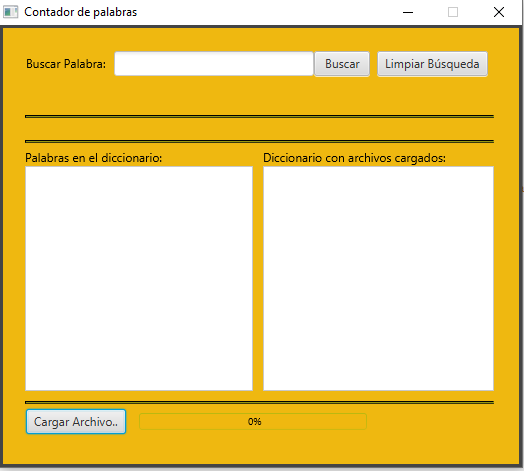 Contador de palabras
Buscar Palabra: Buscar Limpiar Búsqueda
Palabras en el diccionario: Diccionario con archivos cargados:
Cargar Archivo.. 0%